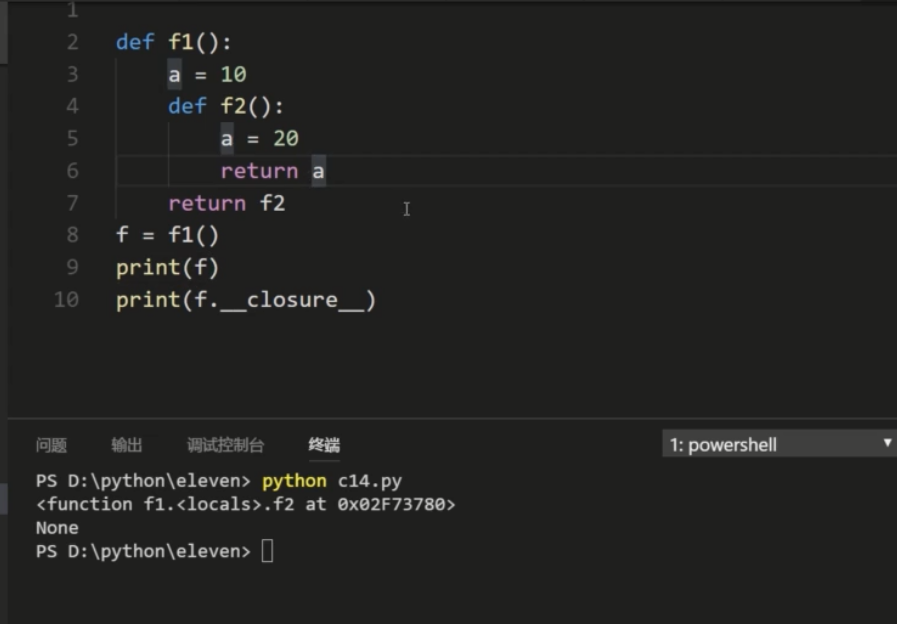 1
2 def f1():
3     a = 10
4     def f2():
5         a = 20
6         return a
7     return f2
8 f = f1()
9 print(f)
10 print(f.__closure__)
问题 输出 调试控制台 终端 1: powershell
PS D:\python\eleven> python c14.py
<function f1.<locals>.f2 at 0x02F73780>
None
PS D:\python\eleven>